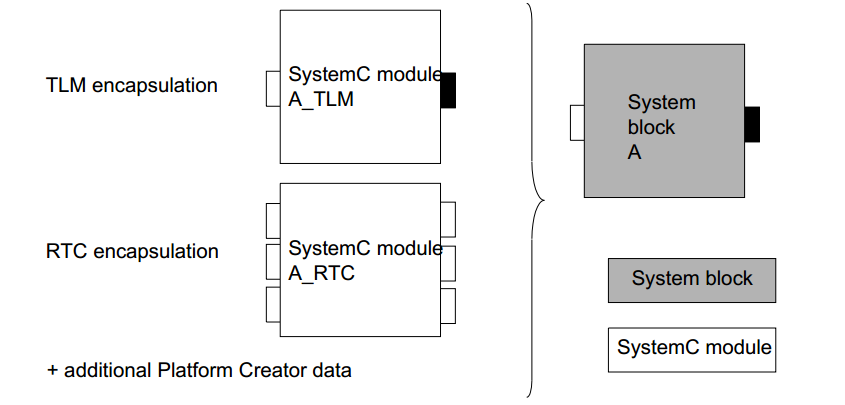 TLM encapsulation
SystemC module
A_TLM
RTC encapsulation
SystemC module
A_RTC
+ additional Platform Creator data
System
block
A
System block
SystemC module